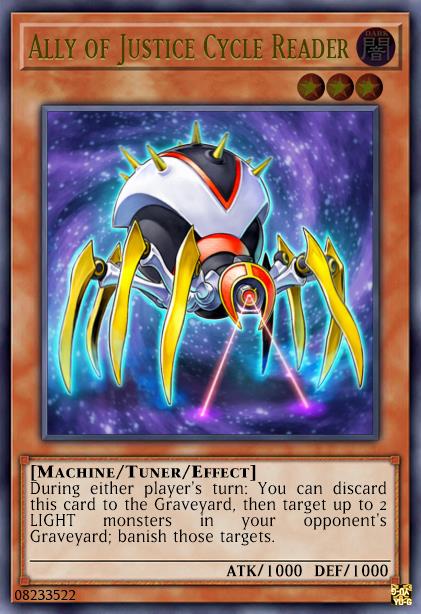 ALLY OF JUSTICE CYCLE READER
DARK
闇
[MACHINE/TUNER/EFFECT]
During either player's turn: You can discard
this card to the Graveyard, then target up to 2
LIGHT monsters in your opponent's
Graveyard; banish those targets.
ATK/1000 DEF/1000
08233522